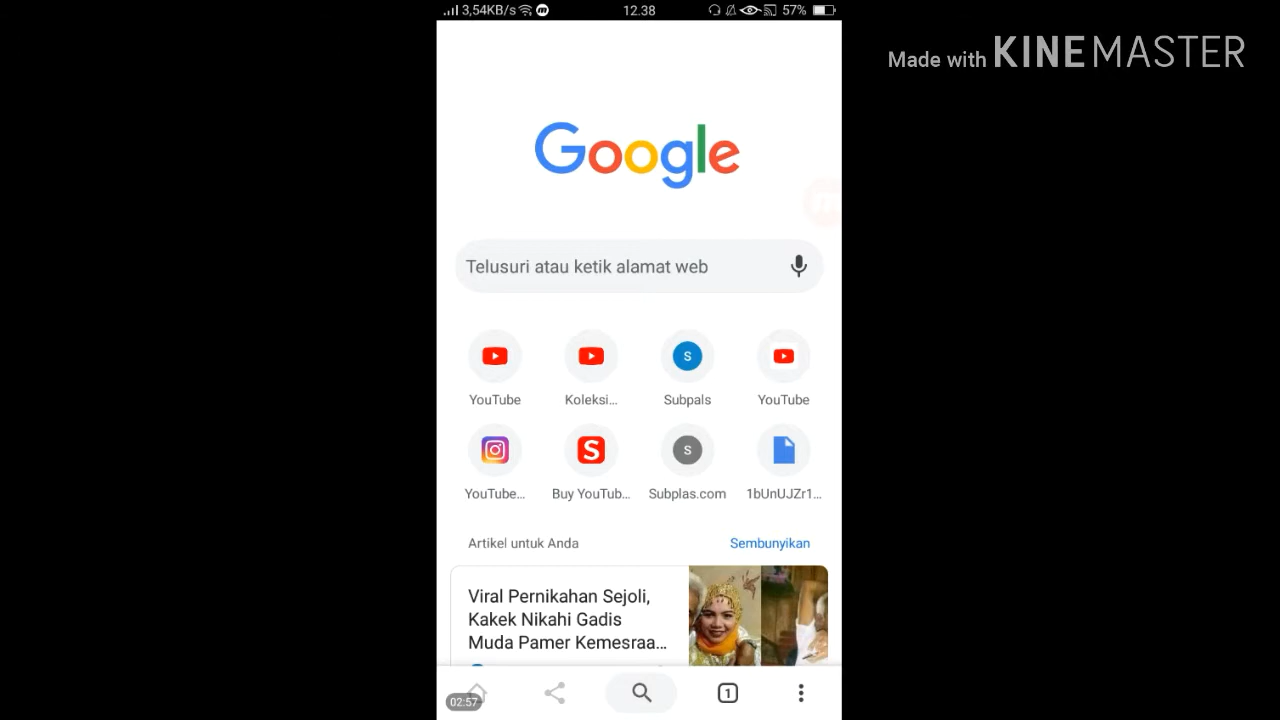 3,54KB/s 12.38 57%
Made with KINEMASTER
Google
Telusuri atau ketik alamat web
YouTube Koleksi... Subpals YouTube
YouTube... Buy YouTub... Subplas.com 1bUnUJZr1...
Artikel untuk Anda Sembunyikan
Viral Pernikahan Sejoli,
Kakek Nikahi Gadis
Muda Pamer Kemesraa...
02:57
1